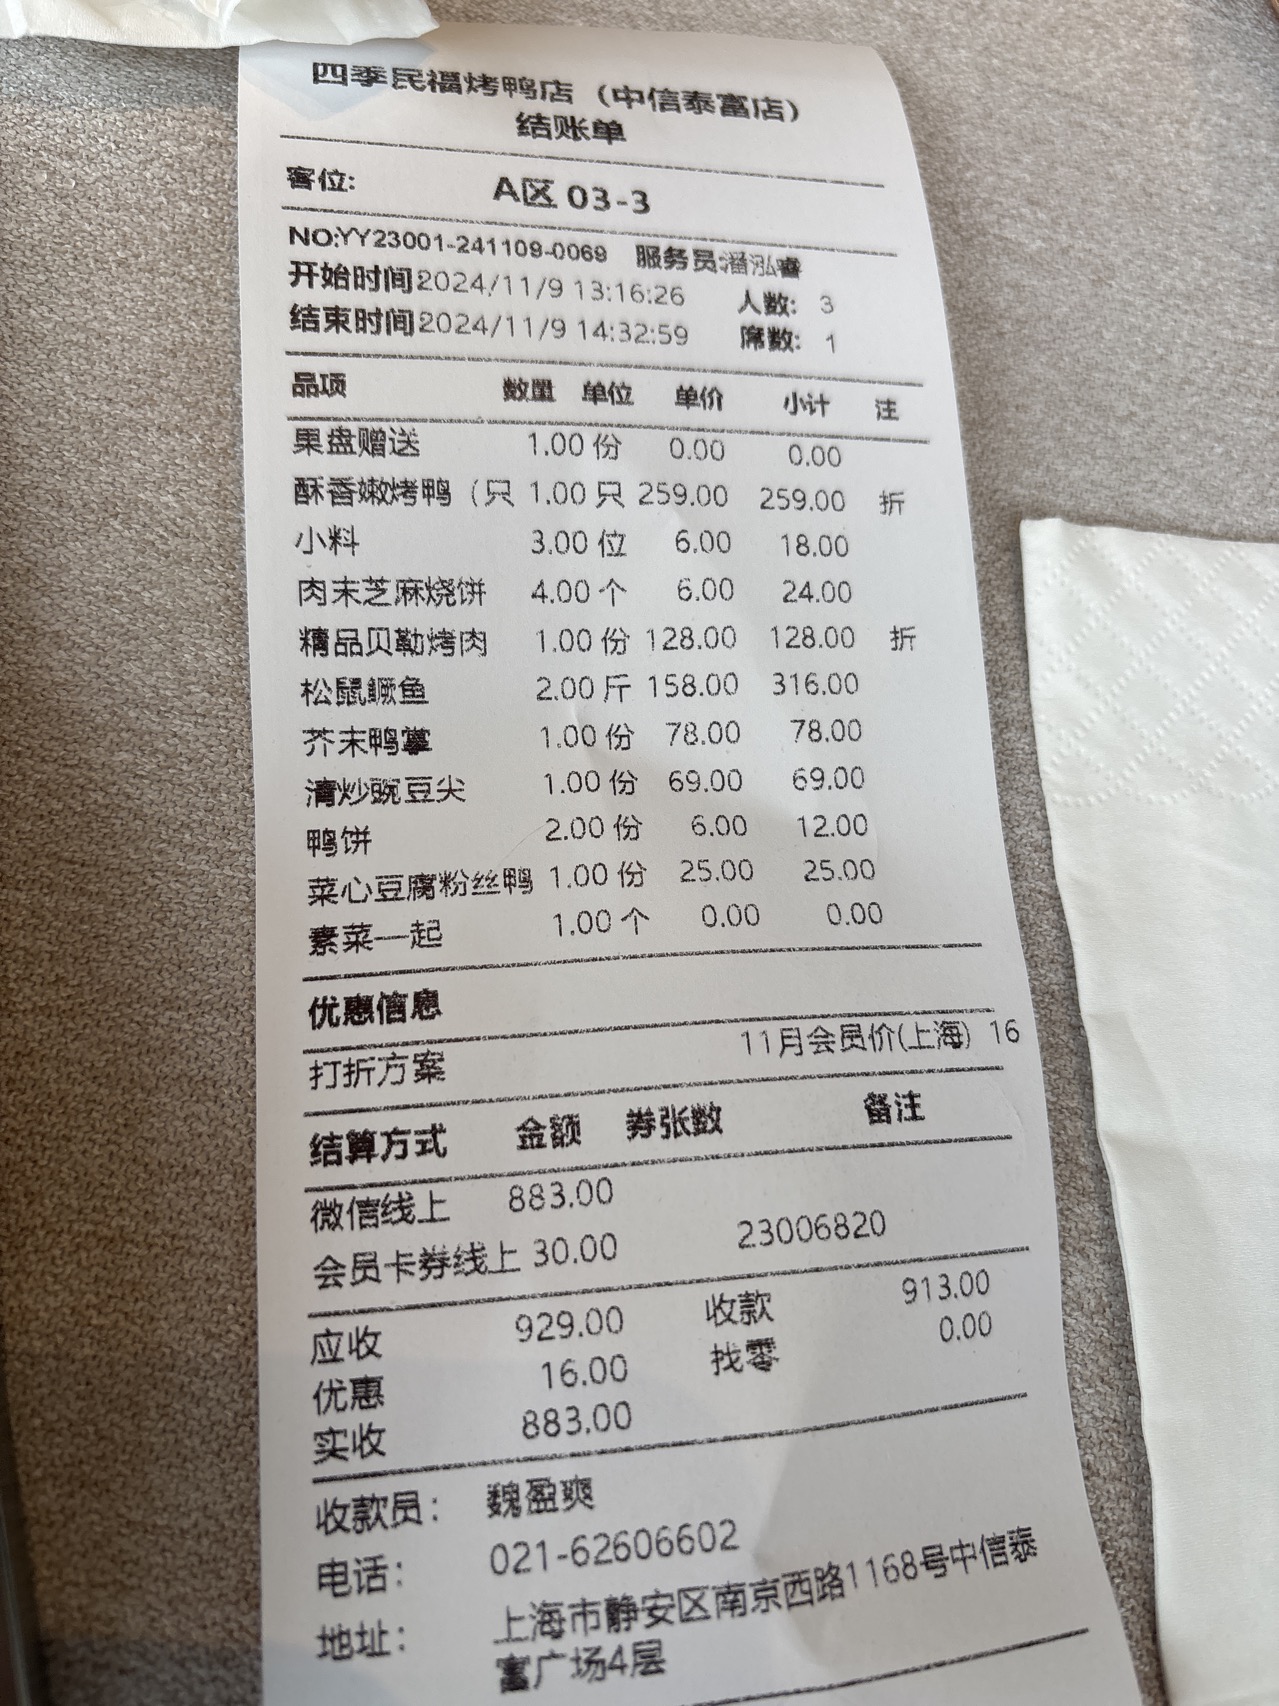 四季民福烤鸭店（中信泰富店）
结账单
客位: A区 03-3
NO:YY23001-241109-0069 服务员:潘泓睿
开始时间2024/11/9 13:16:26 人数: 3
结束时间2024/11/9 14:32:59 席数: 1
品项 数量 单位 单价 小计 注
果盘赠送 1.00 份 0.00 0.00
酥香嫩烤鸭（只 1.00 只 259.00 259.00 折
小料 3.00 位 6.00 18.00
肉末芝麻烧饼 4.00 个 6.00 24.00
精品贝勒烤肉 1.00 份 128.00 128.00 折
松鼠鳜鱼 2.00 斤 158.00 316.00
芥末鸭掌 1.00 份 78.00 78.00
清炒豌豆尖 1.00 份 69.00 69.00
鸭饼 2.00 份 6.00 12.00
菜心豆腐粉丝鸭 1.00 份 25.00 25.00
素菜一起 1.00 个 0.00 0.00
优惠信息
打折方案 11月会员价(上海) 16
结算方式 金额 券张数 备注
微信线上 883.00
会员卡券线上 30.00 23006820
应收 929.00 收款 913.00
优惠 16.00 找零 0.00
实收 883.00
收款员: 魏盈爽
电话: 021-62606602
地址: 上海市静安区南京西路1168号中信泰
富广场4层